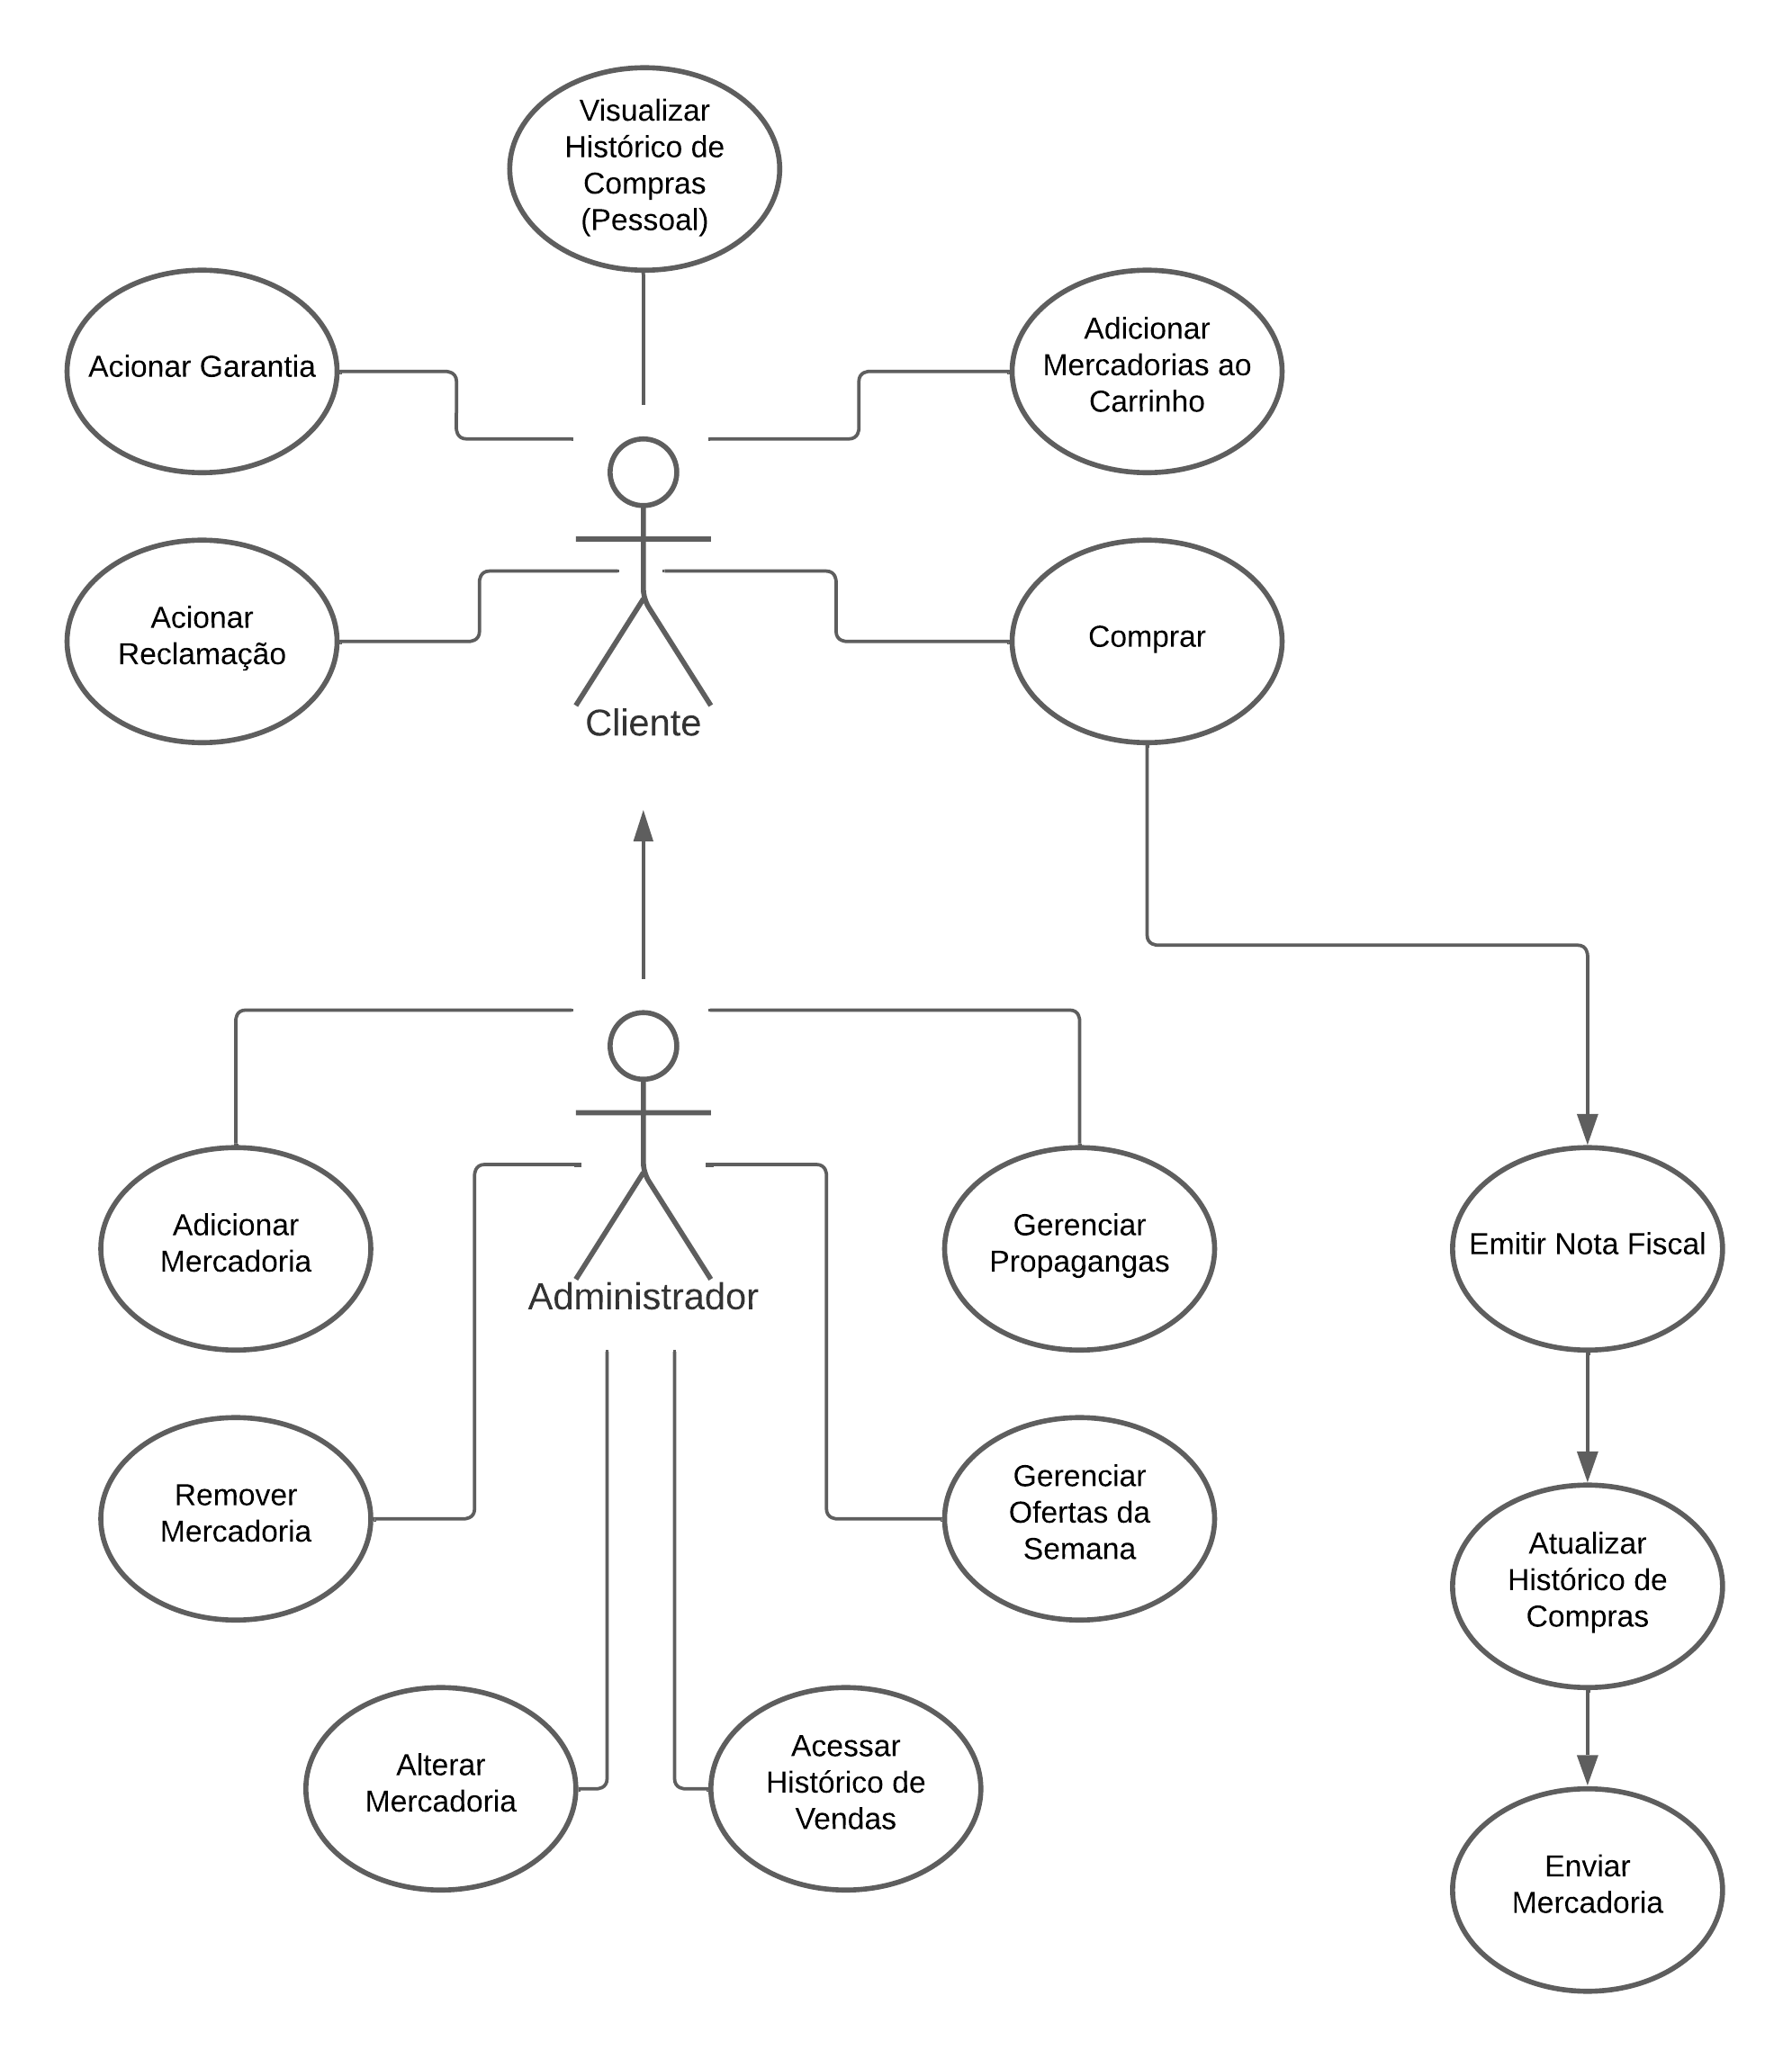 Visualizar
Histórico de
Compras
(Pessoal)
Acionar Garantia
Adicionar
Mercadorias ao
Carrinho
Acionar
Reclamação
Comprar
Cliente
Adicionar
Mercadoria
Administrador
Gerenciar
Propagangas
Emitir Nota Fiscal
Remover
Mercadoria
Gerenciar
Ofertas da
Semana
Atualizar
Histórico de
Compras
Alterar
Mercadoria
Acessar
Histórico de
Vendas
Enviar
Mercadoria